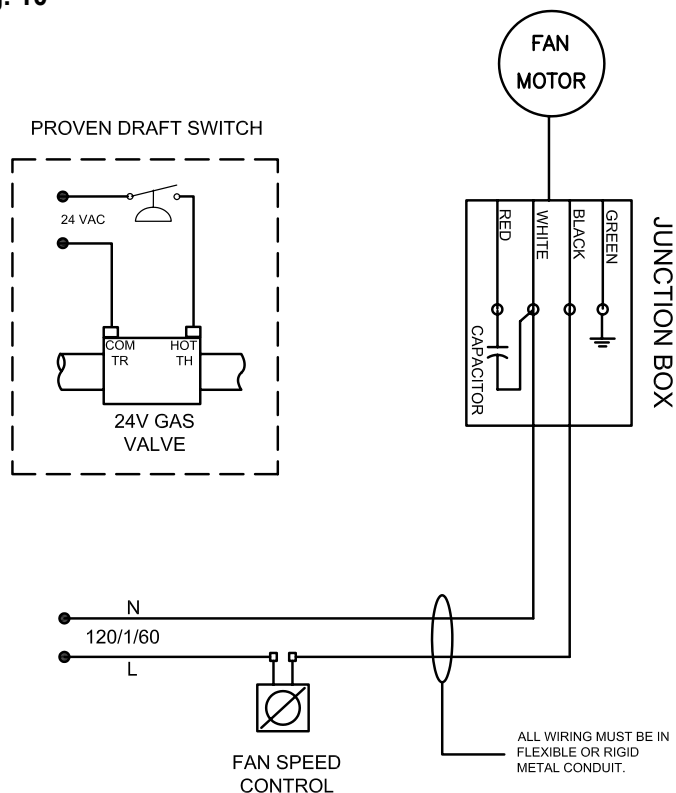 FAN
MOTOR
PROVEN DRAFT SWITCH
24 VAC
COM
TR
HOT
TH
24V GAS
VALVE
RED
WHITE
BLACK
GREEN
CAPACITOR
JUNCTION BOX
N
120/1/60
L
FAN SPEED
CONTROL
ALL WIRING MUST BE IN
FLEXIBLE OR RIGID
METAL CONDUIT.